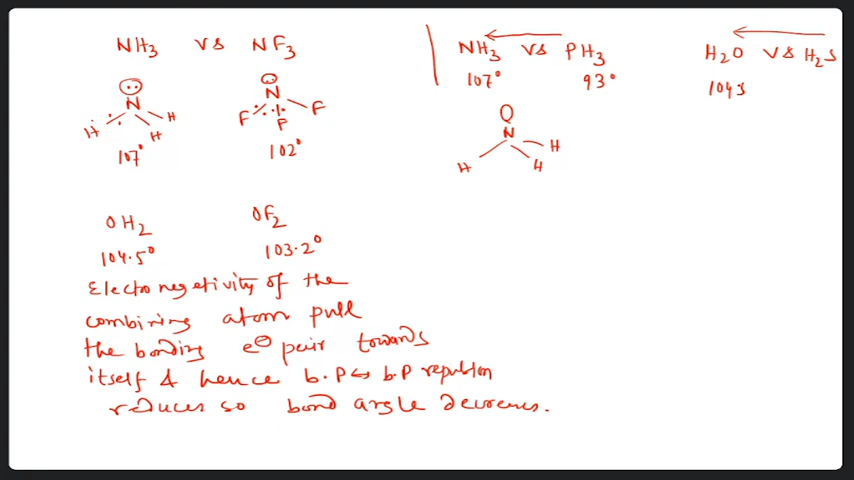 NH3 vs NF3
N
H H H
107°
N
F F F
102°
OH2 OF2
104.5° 103.2°
Electronegetivity of the
combining atom pull
the bonding e⊖ pair towards
itself & hence b.P ↔ b.P repulsion
reduces so bond angle decreases.
NH3 vs PH3
107° 93°
N
H H H
H2O vs H2S
104.5